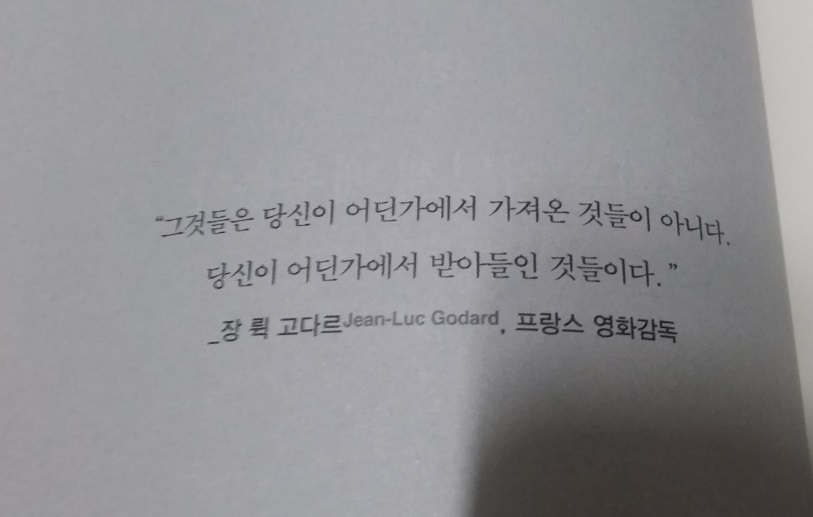 “그것들은 당신이 어딘가에서 가져온 것들이 아니다.
당신이 어딘가에서 받아들인 것들이다.”
_장 뤽 고다르Jean-Luc Godard, 프랑스 영화감독